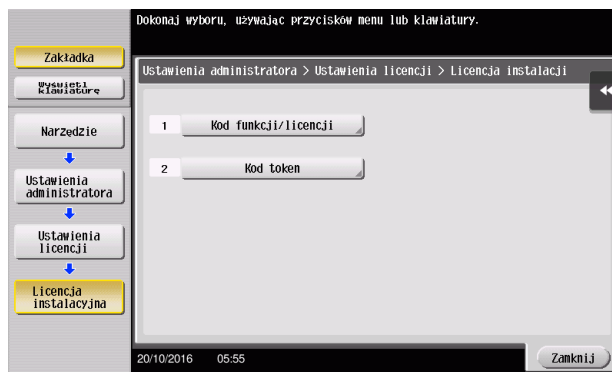 Dokonaj wyboru, używając przycisków menu lub klawiatury.
Zakładka
Wyświetl
klawiaturę
Ustawienia administratora > Ustawienia licencji > Licencja instalacji
Narzędzie
1 Kod funkcji/licencji
2 Kod token
Ustawienia
administratora
Ustawienia
licencji
Licencja
instalacyjna
20/10/2016 05:55
Zamknij